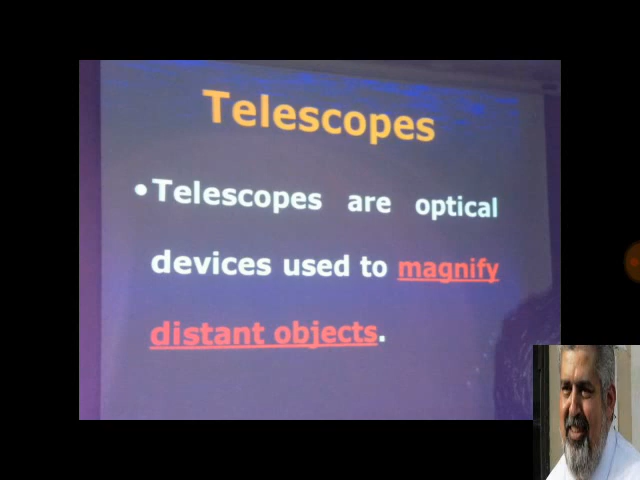 Telescopes
•Telescopes are optical
devices used to magnify
distant objects.